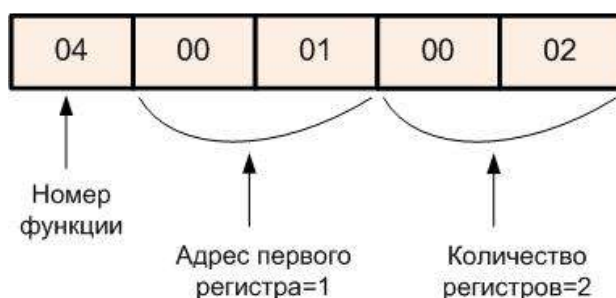 04 00 01 00 02
Номер
функции
Адрес первого
регистра=1
Количество
регистров=2